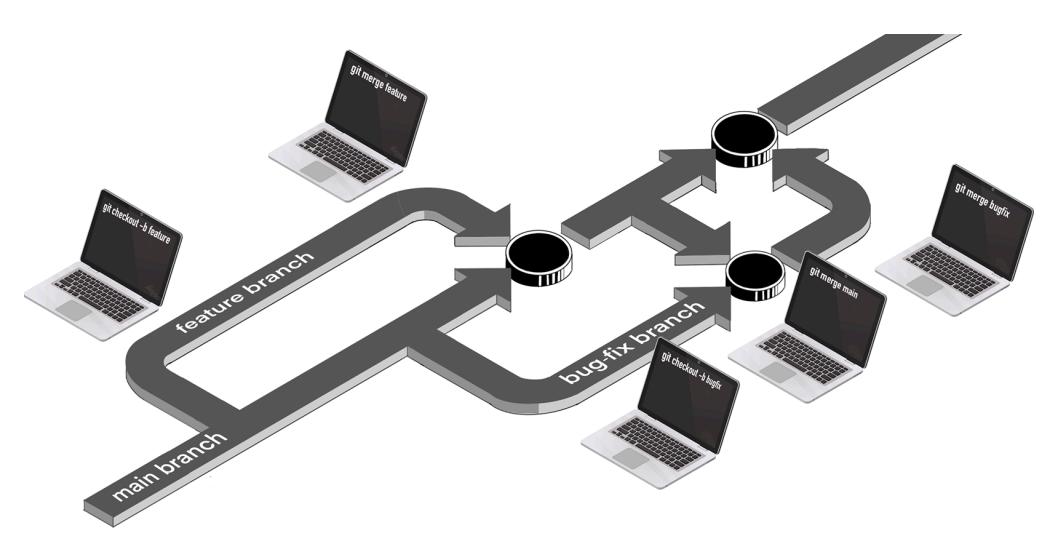 git merge feature
git checkout -b feature
git merge bugfix
feature branch
git merge main
bug-fix branch
git checkout -b bugfix
main branch